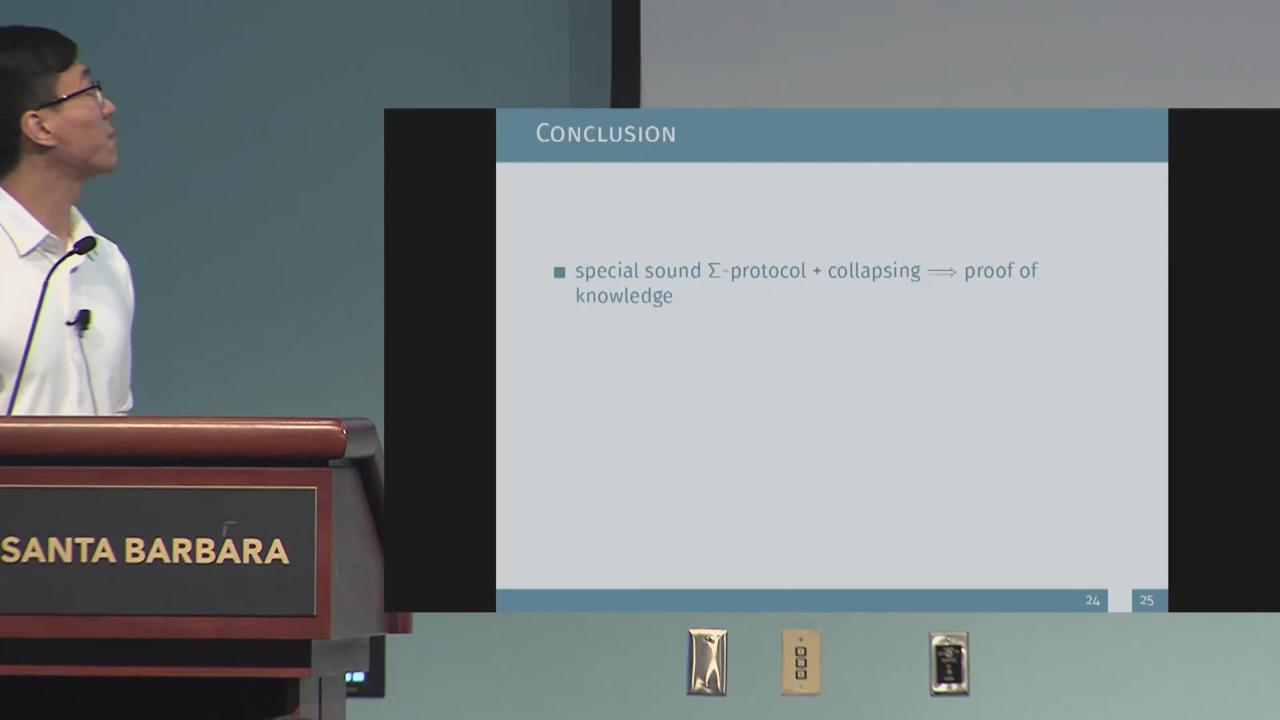 CONCLUSION
■ special sound Σ-protocol + collapsing ⟹ proof of
knowledge
24 25
SANTA BARBARA